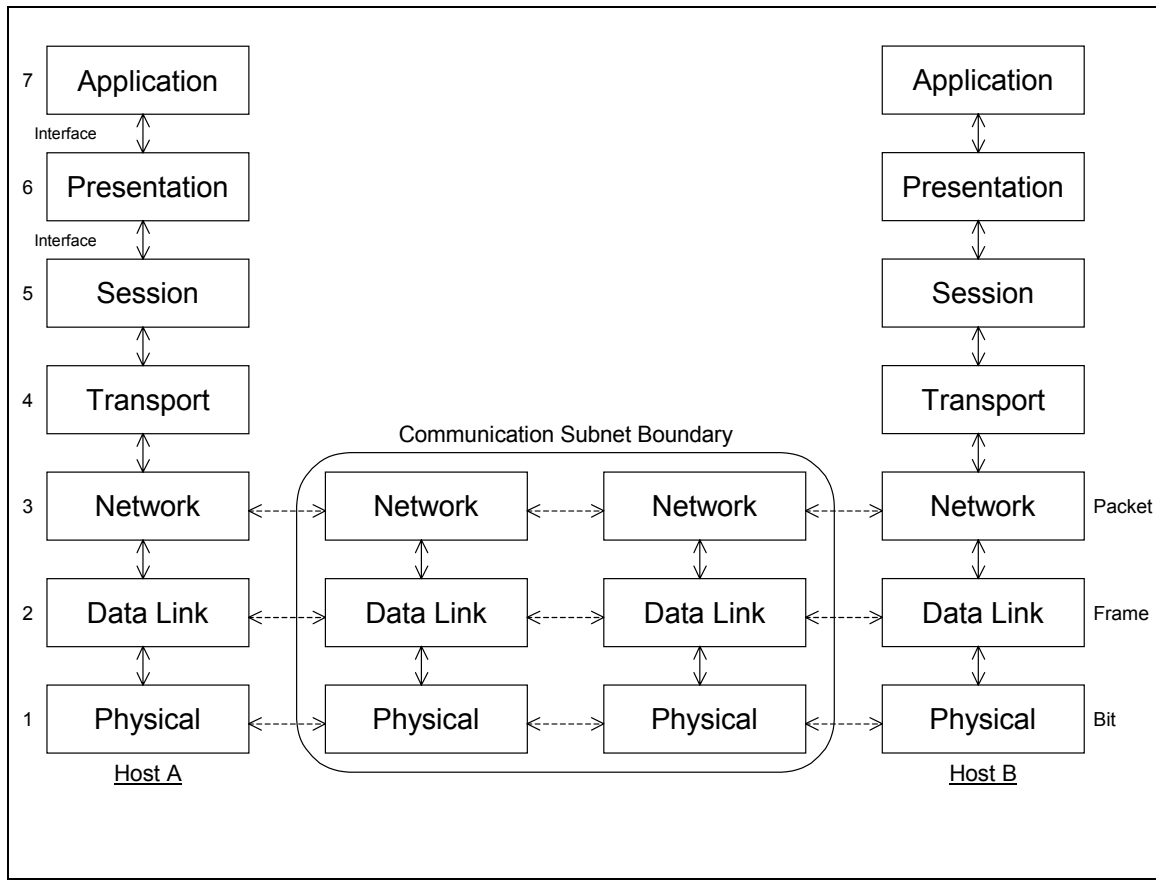 7 Application Application
Interface
6 Presentation Presentation
Interface
5 Session Session
4 Transport Transport
Communication Subnet Boundary
3 Network Network Network Network Packet
2 Data Link Data Link Data Link Data Link Frame
1 Physical Physical Physical Physical Bit
Host A Host B